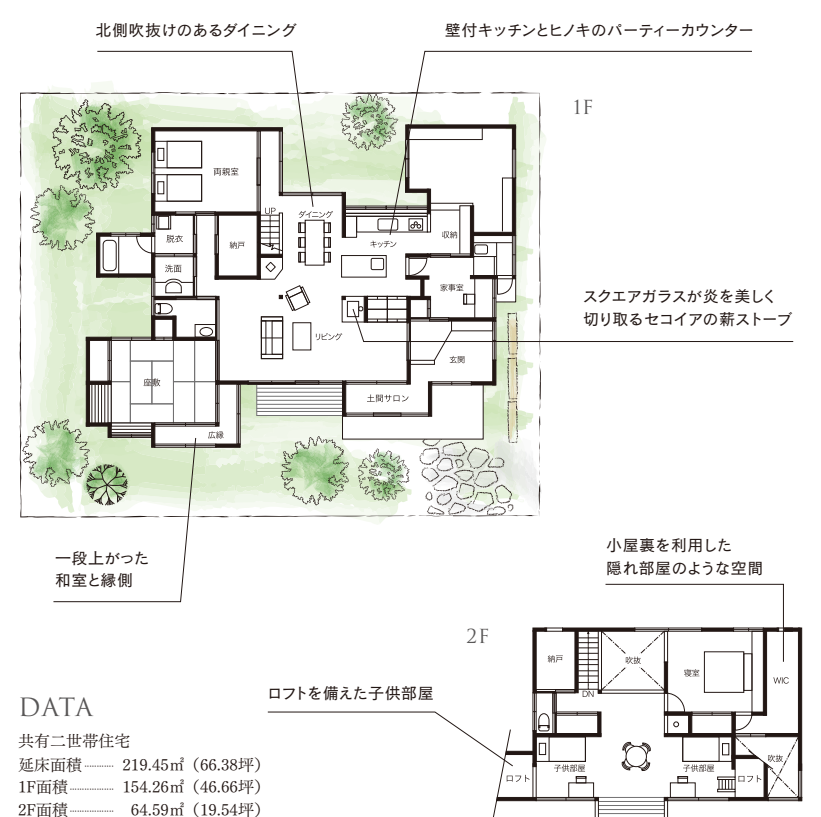 北側吹抜けのあるダイニング
壁付キッチンとヒノキのパーティーカウンター
1F
両親室
UP
ダイニング
脱衣
納戸
キッチン
収納
洗面
家事室
スクエアガラスが炎を美しく
切り取るセコイアの薪ストーブ
リビング
玄関
座敷
土間サロン
広縁
一段上がった
和室と縁側
小屋裏を利用した
隠れ部屋のような空間
2F
納戸
吹抜
寝室
WIC
DN
ロフトを備えた子供部屋
吹抜
ロフト
子供部屋
子供部屋
ロフト
DATA
共有二世帯住宅
延床面積 ……… 219.45㎡（66.38坪）
1F面積 ………… 154.26㎡（46.66坪）
2F面積 ………… 64.59㎡（19.54坪）